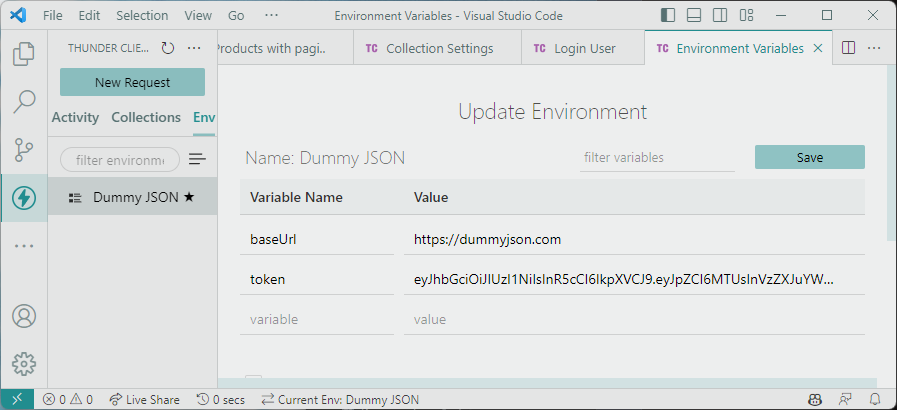 File Edit Selection View Go ··· Environment Variables - Visual Studio Code
THUNDER CLIE... ···
Products with pagi.. TC Collection Settings TC Login User TC Environment Variables ···
New Request
Activity Collections Env
filter environme
Dummy JSON ★
Update Environment
Name: Dummy JSON filter variables Save
Variable Name Value
baseUrl https://dummyjson.com
token eyJhbGciOiJIUzI1NiIsInR5cCI6IkpXVCJ9.eyJpZCI6MTUsInVzZXJuYW...
variable value
0 0 Live Share 0 secs Current Env: Dummy JSON